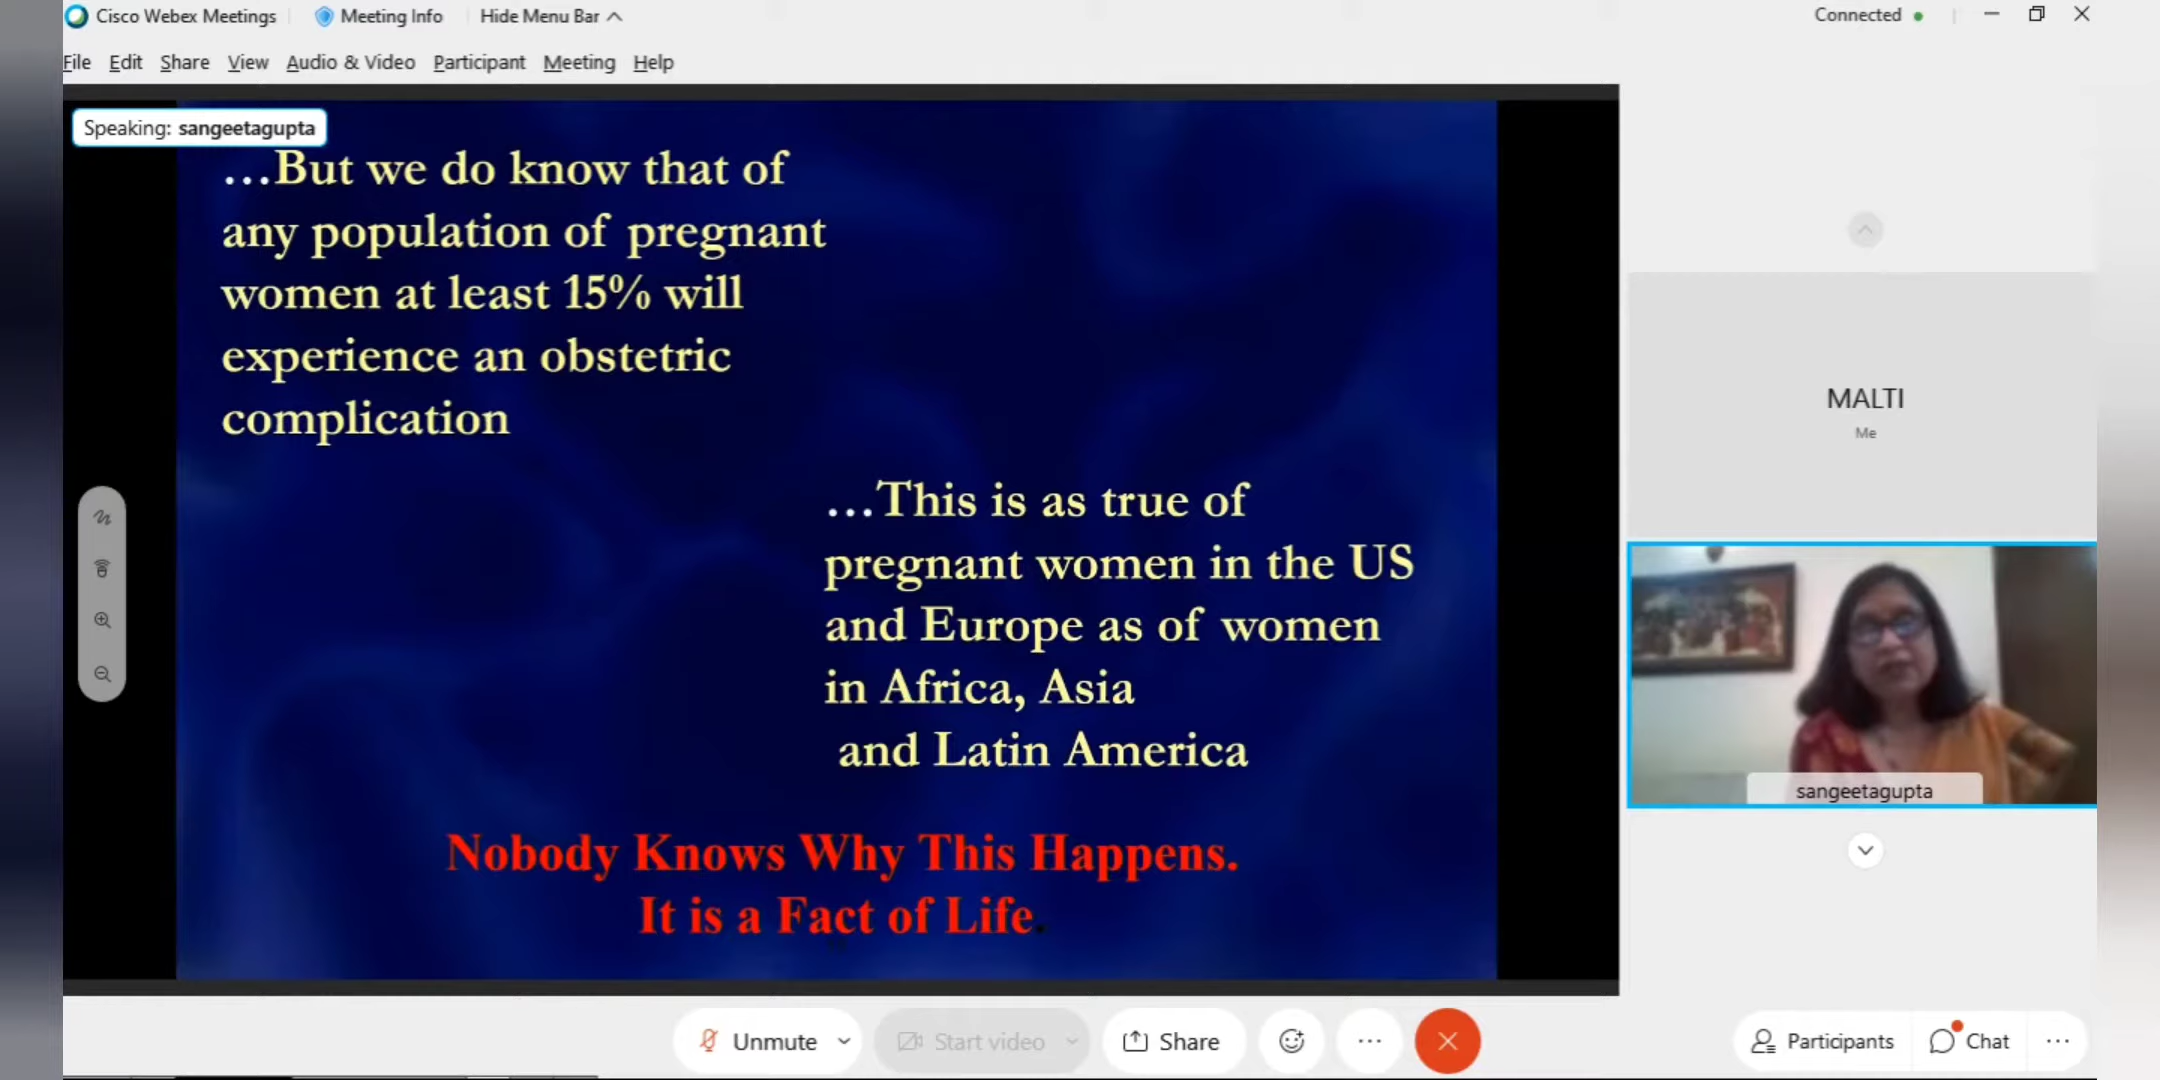 Cisco Webex Meetings
Meeting Info
Hide Menu Bar
Connected
File Edit Share View Audio & Video Participant Meeting Help
Speaking: sangeetagupta
...But we do know that of
any population of pregnant
women at least 15% will
experience an obstetric
complication
...This is as true of
pregnant women in the US
and Europe as of women
in Africa, Asia
and Latin America
Nobody Knows Why This Happens.
It is a Fact of Life.
MALTI
Me
sangeetagupta
Unmute
Start video
Share
Participants
Chat